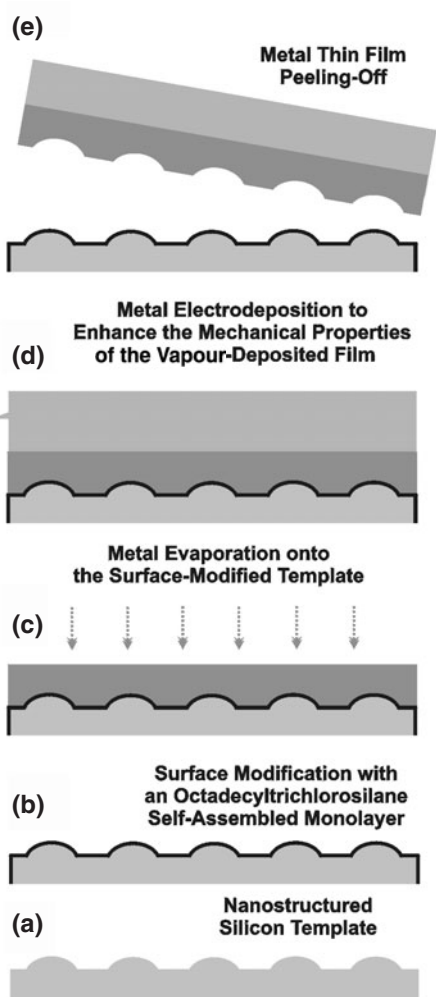 (e)
Metal Thin Film
Peeling-Off
Metal Electrodeposition to
Enhance the Mechanical Properties
(d)
of the Vapour-Deposited Film
Metal Evaporation onto
the Surface-Modified Template
(c)
Surface Modification with
(b)
an Octadecyltrichlorosilane
Self-Assembled Monolayer
Nanostructured
(a)
Silicon Template